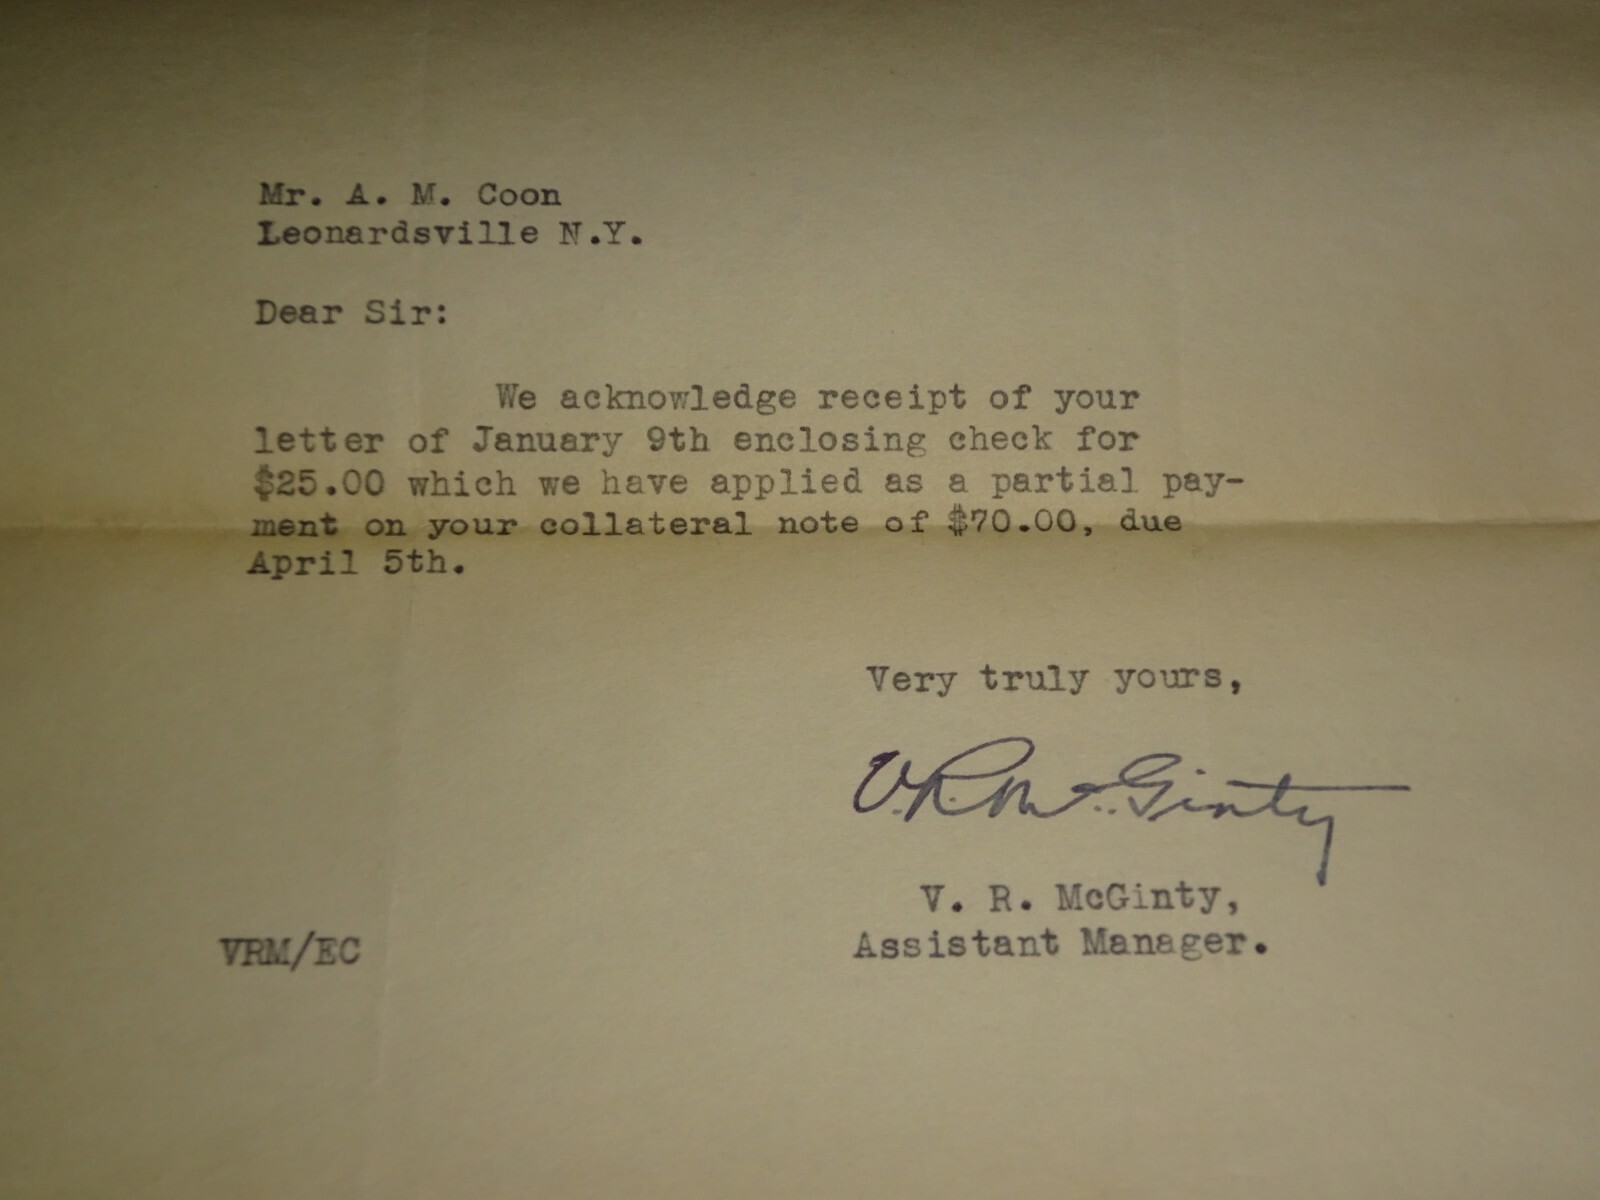 Mr. A. M. Coon
Leonardsville N.Y.
Dear Sir:
We acknowledge receipt of your
letter of January 9th enclosing check for
$25.00 which we have applied as a partial pay-
ment on your collateral note of $70.00, due
April 5th.
Very truly yours,
V. R. McGinty
V. R. McGinty,
Assistant Manager.
VRM/EC